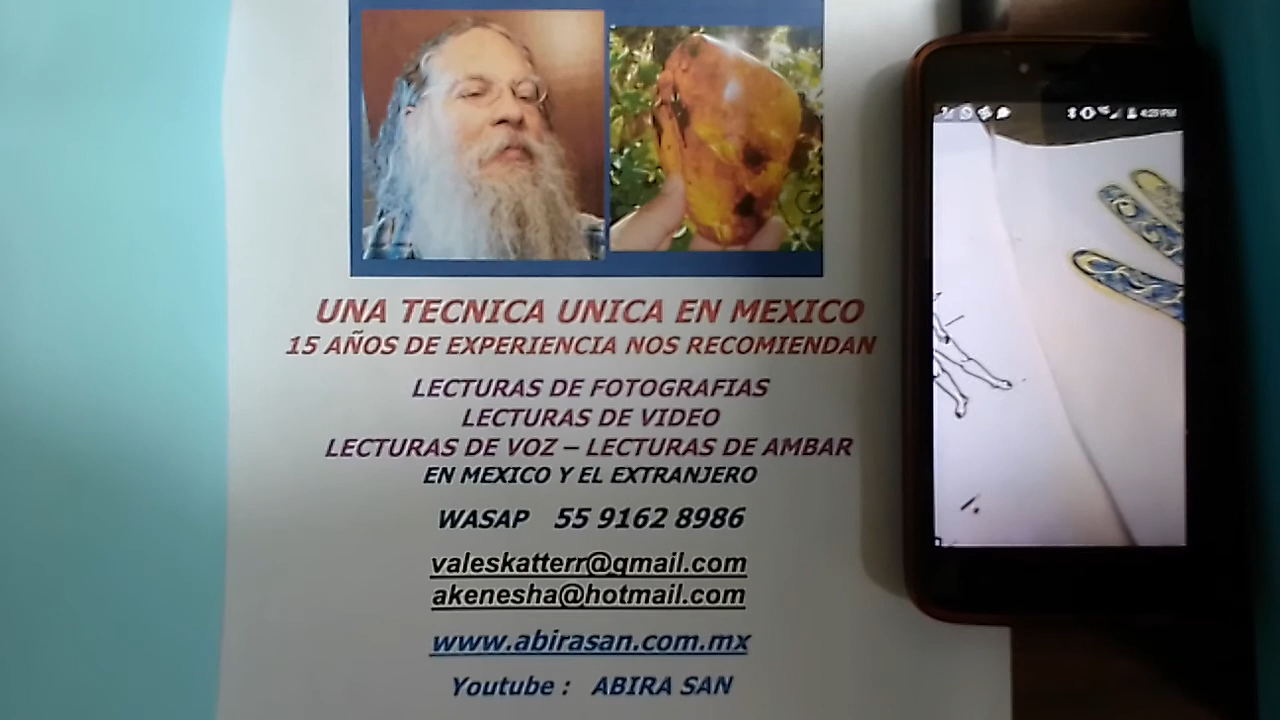 UNA TECNICA UNICA EN MEXICO
15 AÑOS DE EXPERIENCIA NOS RECOMIENDAN
LECTURAS DE FOTOGRAFIAS
LECTURAS DE VIDEO
LECTURAS DE VOZ – LECTURAS DE AMBAR
EN MEXICO Y EL EXTRANJERO
WASAP 55 9162 8986
valeskatterr@gmail.com
akenesha@hotmail.com
www.abirasan.com.mx
Youtube : ABIRA SAN